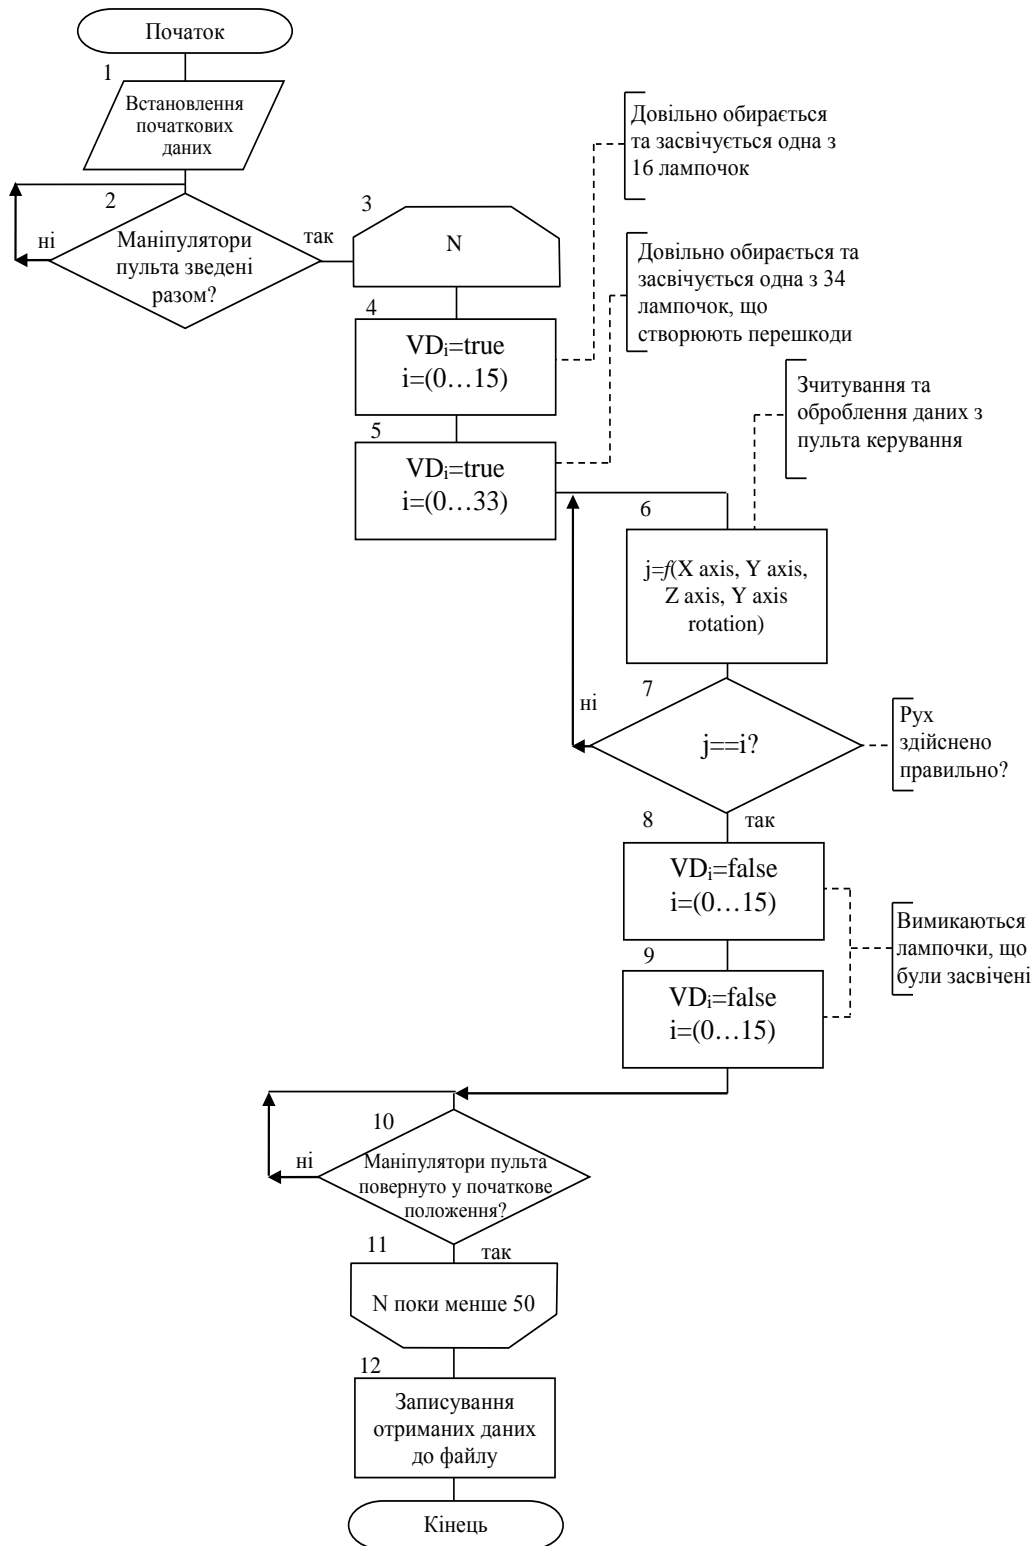 Початок
1
Встановлення
початкових
даних
2
Маніпулятори
пульта зведені
разом?
ні
так
3
N
4
VDi=true
i=(0…15)
Довільно обирається
та засвічується одна з
16 лампочок
5
VDi=true
i=(0…33)
Довільно обирається та
засвічується одна з 34
лампочок, що
створюють перешкоди
6
j=f(X axis, Y axis,
Z axis, Y axis
rotation)
Зчитування та
оброблення даних з
пульта керування
7
j==i?
ні
так
Рух
здійснено
правильно?
8
VDi=false
i=(0…15)
9
VDi=false
i=(0…15)
Вимикаються
лампочки, що
були засвічені
10
Маніпулятори пульта
повернуто у початкове
положення?
ні
так
11
N поки менше 50
12
Записування
отриманих даних
до файлу
Кінець